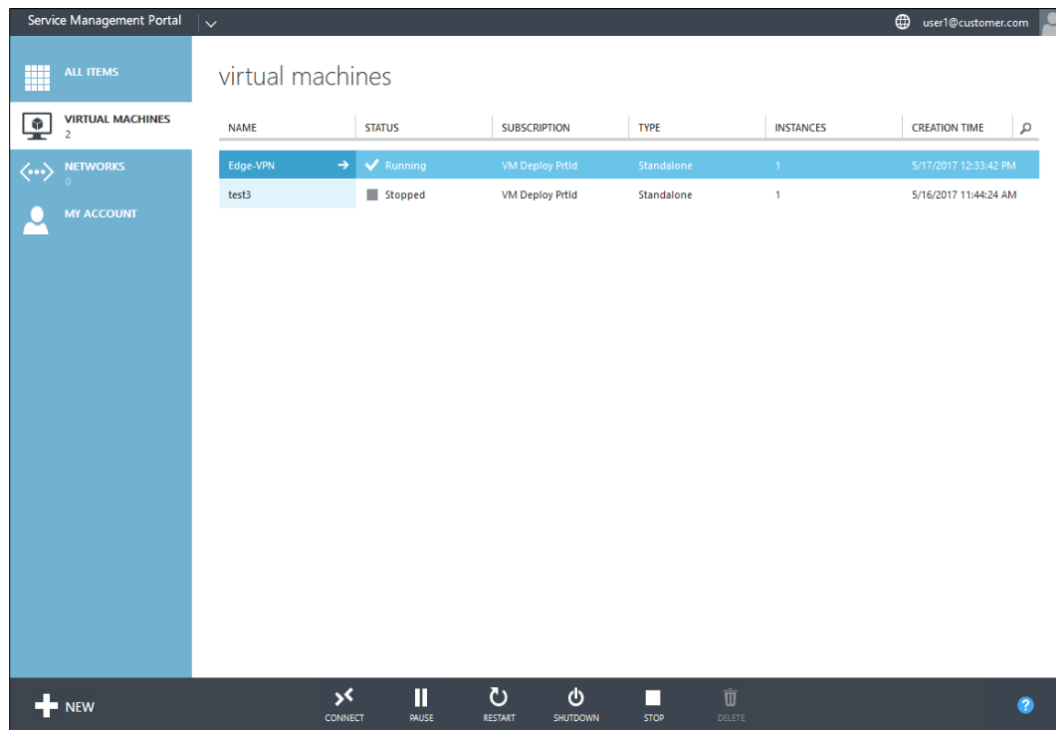 Service Management Portal
user1@customer.com
ALL ITEMS
VIRTUAL MACHINES
2
NETWORKS
0
MY ACCOUNT
virtual machines
NAME STATUS SUBSCRIPTION TYPE INSTANCES CREATION TIME
Edge-VPN Running VM Deploy Prtld Standalone 1 5/17/2017 12:33:42 PM
test3 Stopped VM Deploy Prtld Standalone 1 5/16/2017 11:44:24 AM
NEW
CONNECT PAUSE RESTART SHUTDOWN STOP DELETE
?